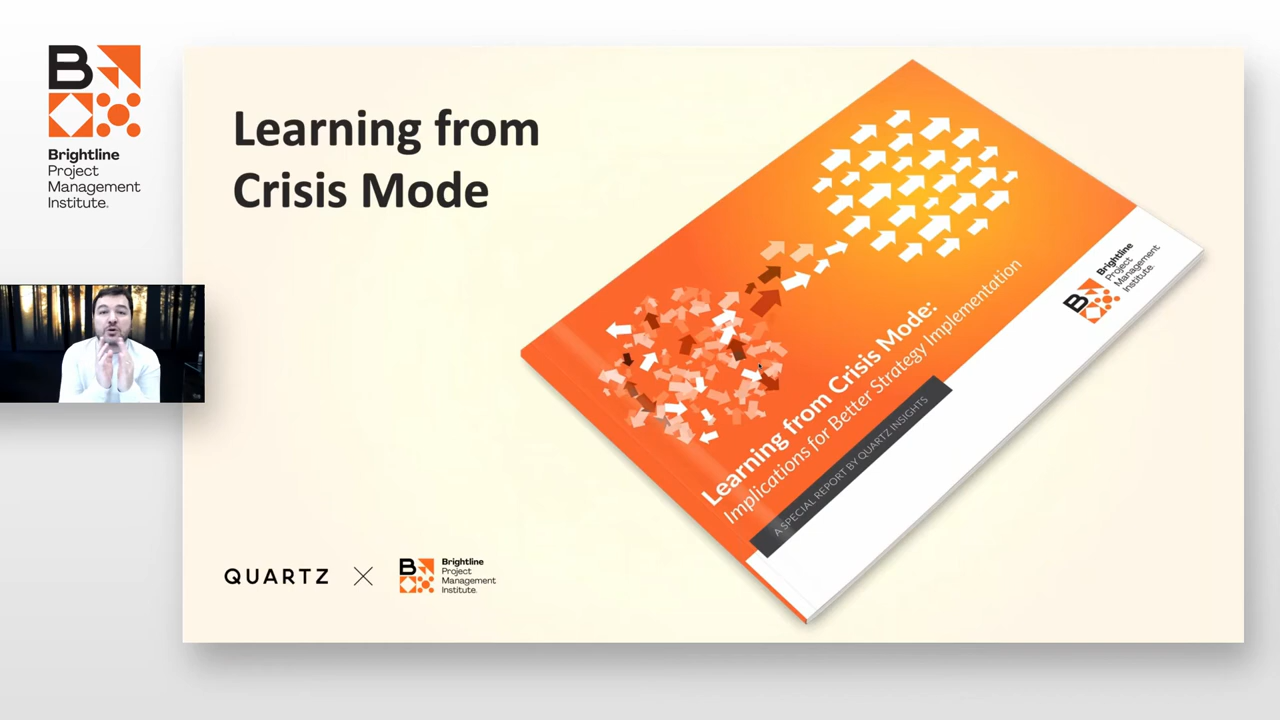 B
Brightline
Project
Management
Institute.
Learning from
Crisis Mode
Learning from Crisis Mode:
Implications for Better Strategy Implementation
A SPECIAL REPORT BY QUARTZ INSIGHTS
B
Brightline
Project
Management
Institute.
QUARTZ
B
Brightline
Project
Management
Institute.